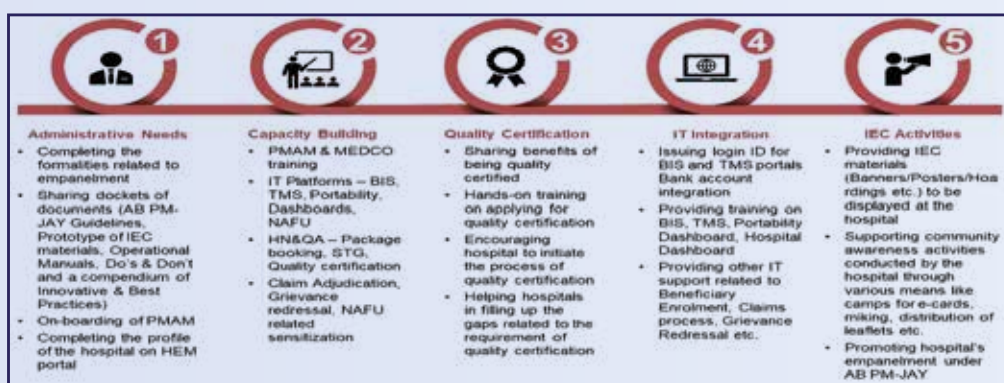 1
2
3
4
5
Administrative Needs
• Completing the
formalities related to
empanelment
• Sharing dockets of
documents (AB PM-
JAY Guidelines,
Prototype of IEC
materials, Operational
Manuals, Do's & Don't
and a compendium of
Innovative & Best
Practices)
• On-boarding of PMAM
• Completing the profile
of the hospital on HEM
portal
Capacity Building
• PMAM & MEDCO
training
• IT Platforms – BIS,
TMS, Portability,
Dashboards,
NAFU
• HN&QA – Package
booking, STG,
Quality certification
• Claim Adjudication,
Grievance
redressal, NAFU
related
sensitization
Quality Certification
• Sharing benefits of
being quality
certified
• Hands-on training
on applying for
quality certification
• Encouraging
hospital to initiate
the process of
quality certification
• Helping hospitals
in filling up the
gaps related to the
requirement of
quality certification
IT Integration
• Issuing login ID for
BIS and TMS portals
Bank account
integration
• Providing training on
BIS, TMS, Portability
Dashboard, Hospital
Dashboard
• Providing other IT
support related to
Beneficiary
Enrolment, Claims
process, Grievance
Redressal etc.
IEC Activities
• Providing IEC
materials
(Banners/Posters/Hoa
rdings etc.) to be
displayed at the
hospital
• Supporting community
awareness activities
conducted by the
hospital through
various means like
camps for e-cards,
miking, distribution of
leaflets etc.
• Promoting hospital's
empanelment under
AB PM-JAY